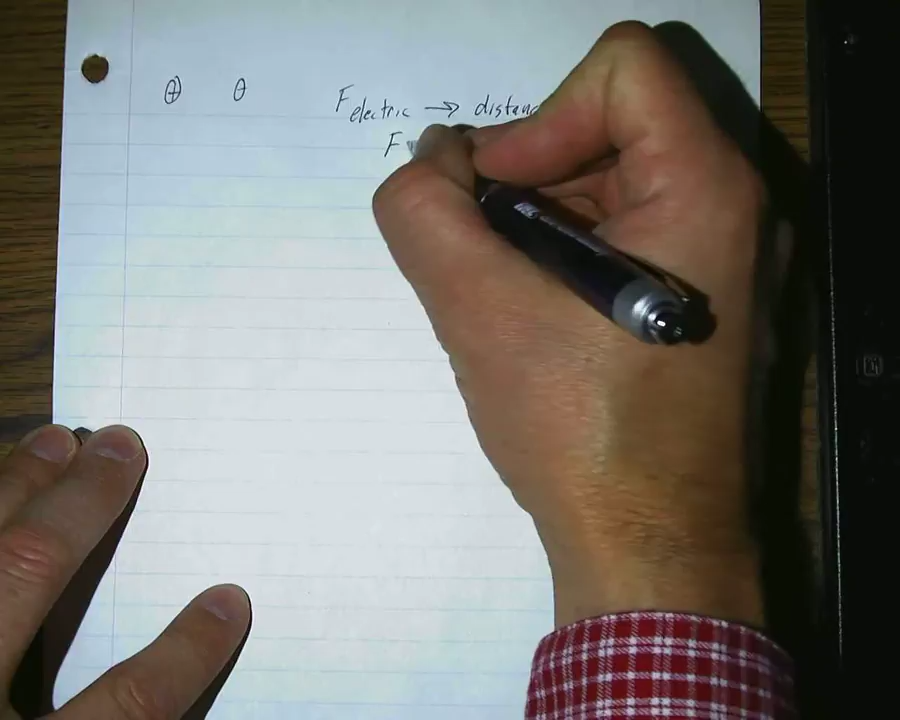 ⊕ ⊖ F electric → distanc
F